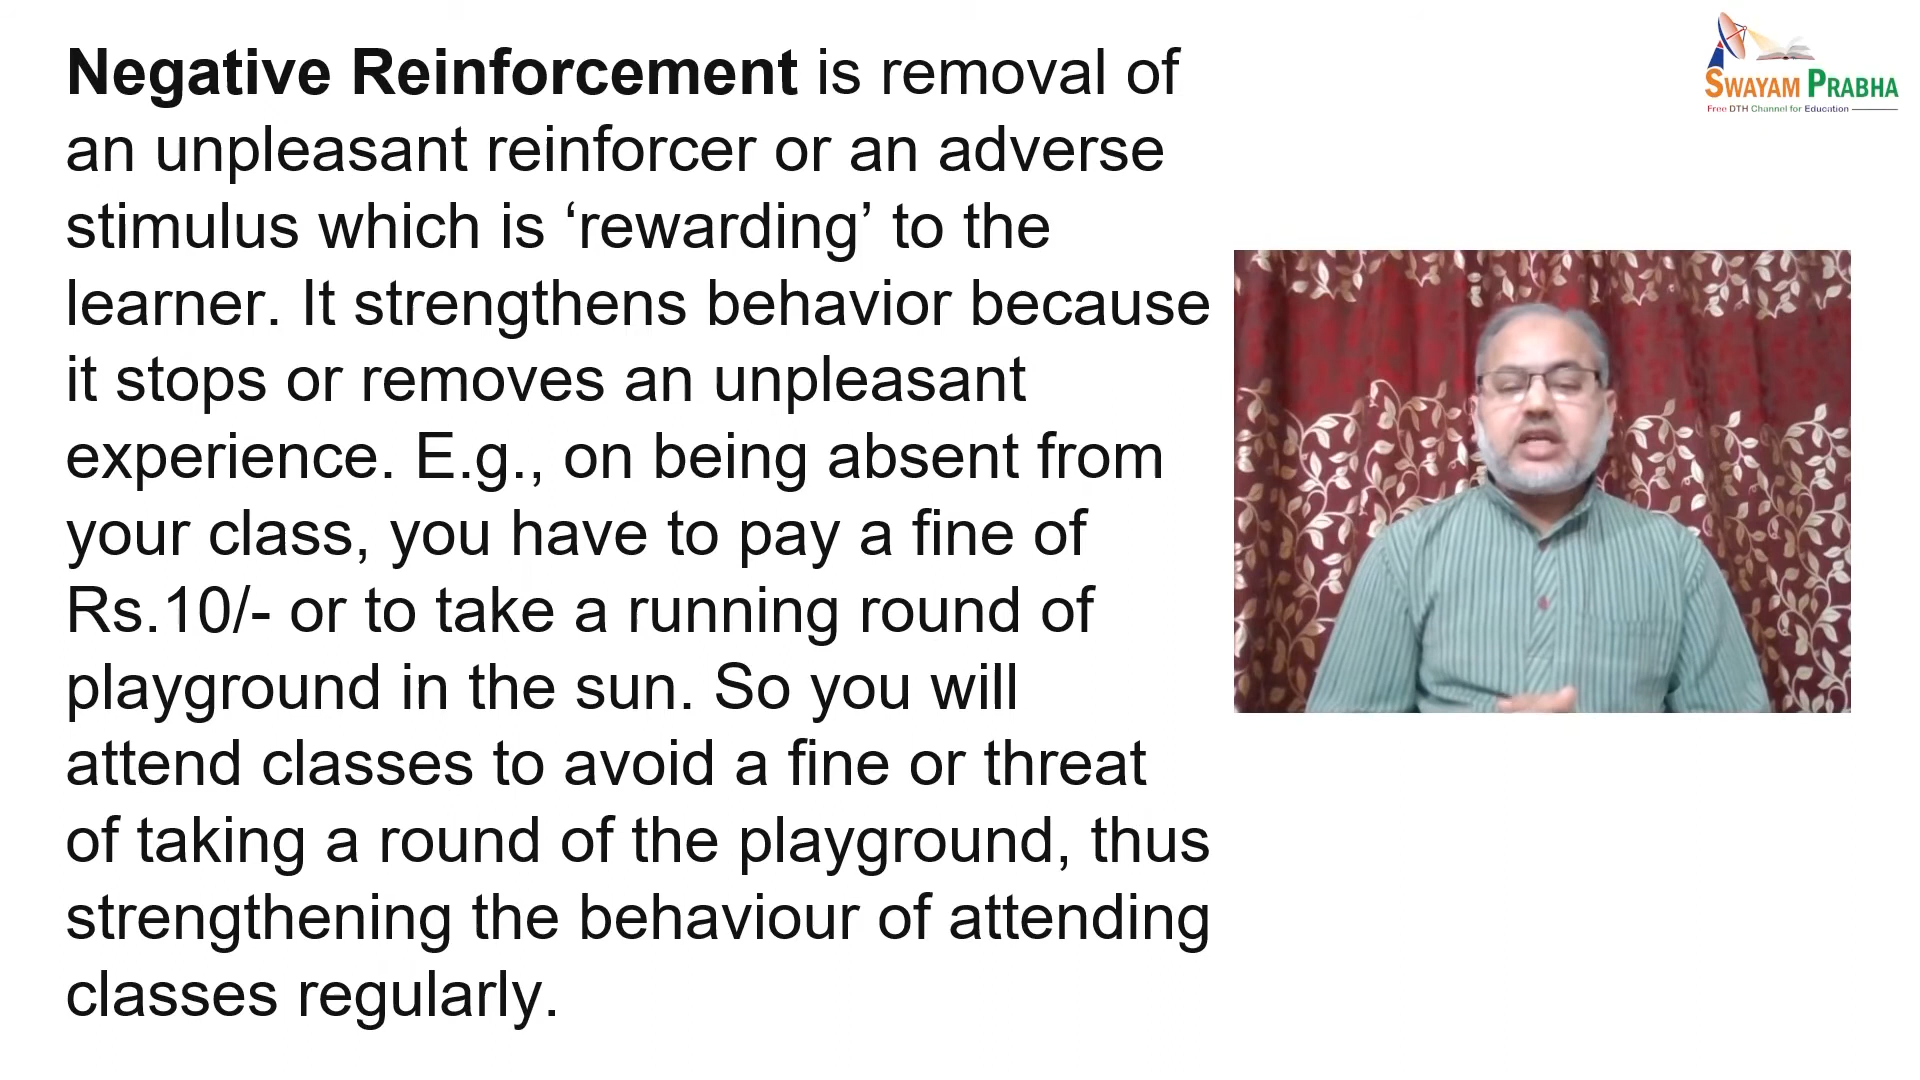 Negative Reinforcement is removal of
an unpleasant reinforcer or an adverse
stimulus which is ‘rewarding’ to the
learner. It strengthens behavior because
it stops or removes an unpleasant
experience. E.g., on being absent from
your class, you have to pay a fine of
Rs.10/- or to take a running round of
playground in the sun. So you will
attend classes to avoid a fine or threat
of taking a round of the playground, thus
strengthening the behaviour of attending
classes regularly.
SWAYAM PRABHA
Free DTH Channel for Education